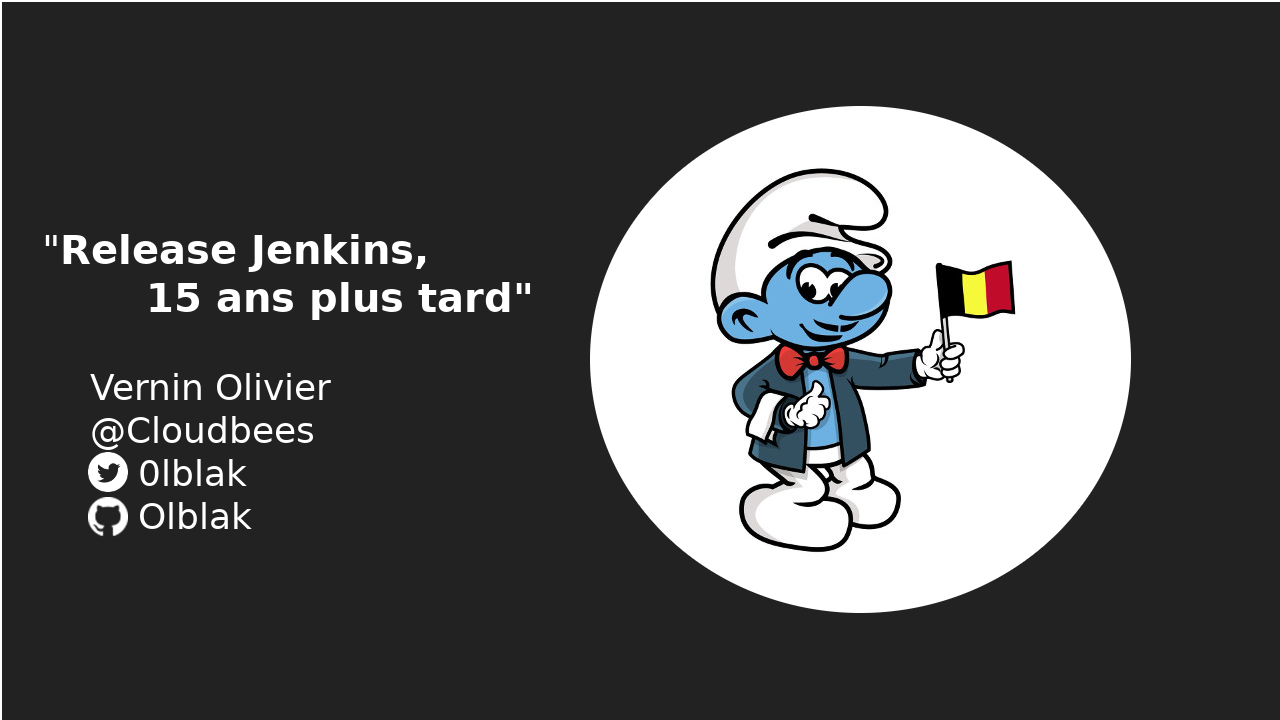 "Release Jenkins,
15 ans plus tard"
Vernin Olivier
@Cloudbees
0lblak
Olblak